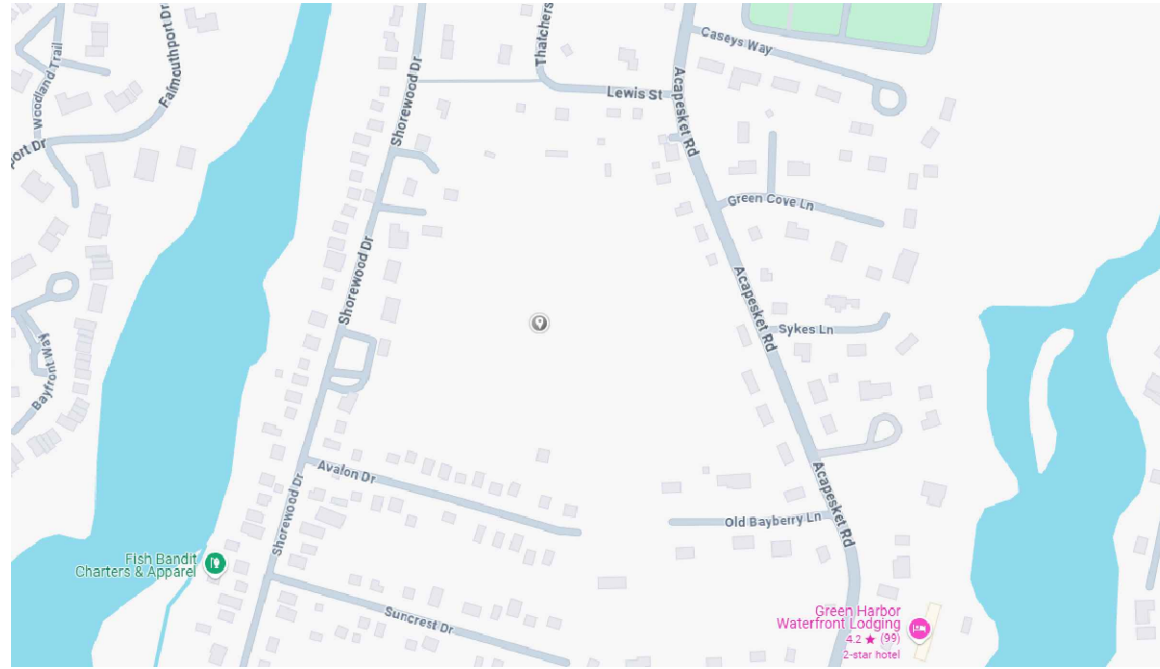 Woodland Trail
Falmouthport Dr
port Dr
Bayfront Way
Shorewood Dr
Thatchers
Lewis St
Caseys Way
Acapesket Rd
Green Cove Ln
Shorewood Dr
Acapesket Rd
Sykes Ln
Avalon Dr
Shorewood Dr
Acapesket Rd
Old Bayberry Ln
Fish Bandit
Charters & Apparel
Suncrest Dr
Green Harbor
Waterfront Lodging
4.2 ★ (99)
2-star hotel